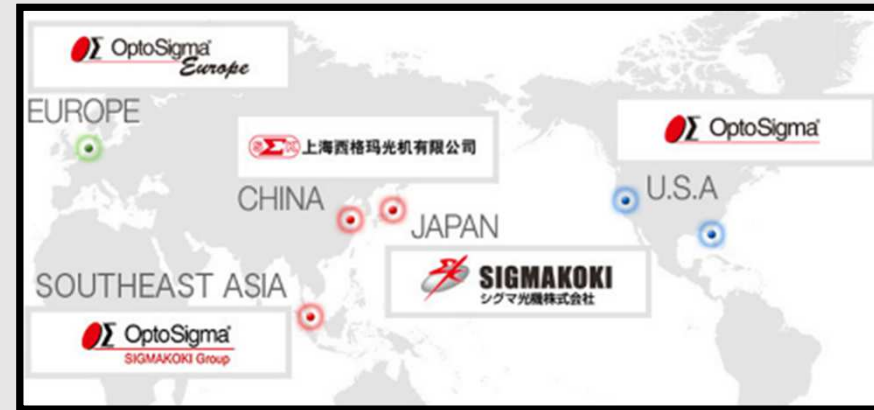 OptoSigma
Europe
EUROPE
上海西格玛光机有限公司
CHINA
OptoSigma
U.S.A
JAPAN
SIGMAKOKI
シグマ光機株式会社
SOUTHEAST ASIA
OptoSigma
SIGMAKOKI Group